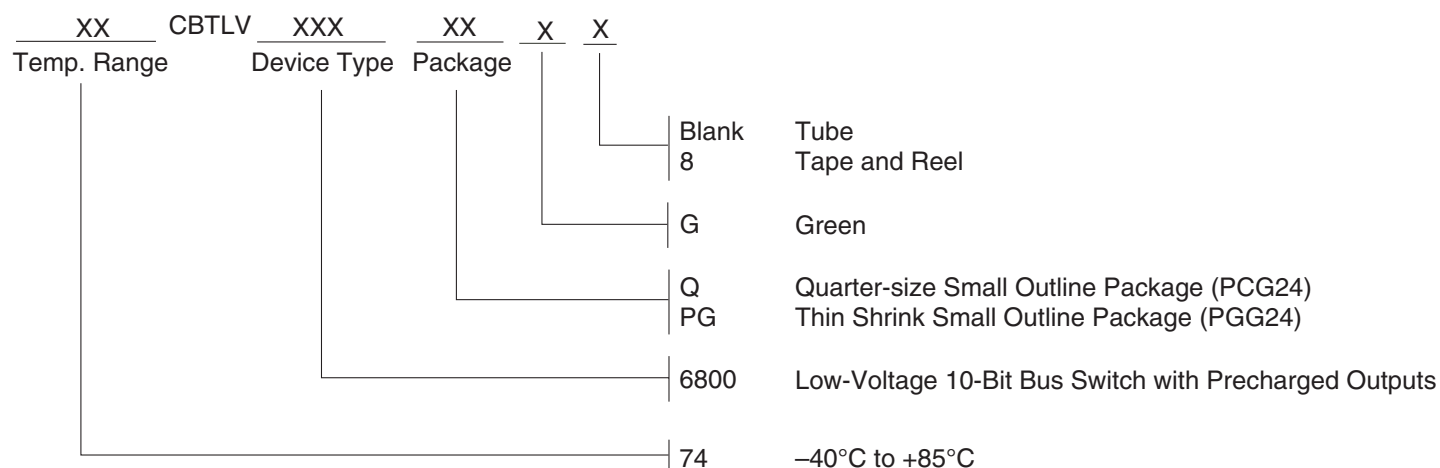 XX CBTLV XXX XX X X
Temp. Range Device Type Package
Blank Tube
8 Tape and Reel
G Green
Q Quarter-size Small Outline Package (PCG24)
PG Thin Shrink Small Outline Package (PGG24)
6800 Low-Voltage 10-Bit Bus Switch with Precharged Outputs
74 –40°C to +85°C